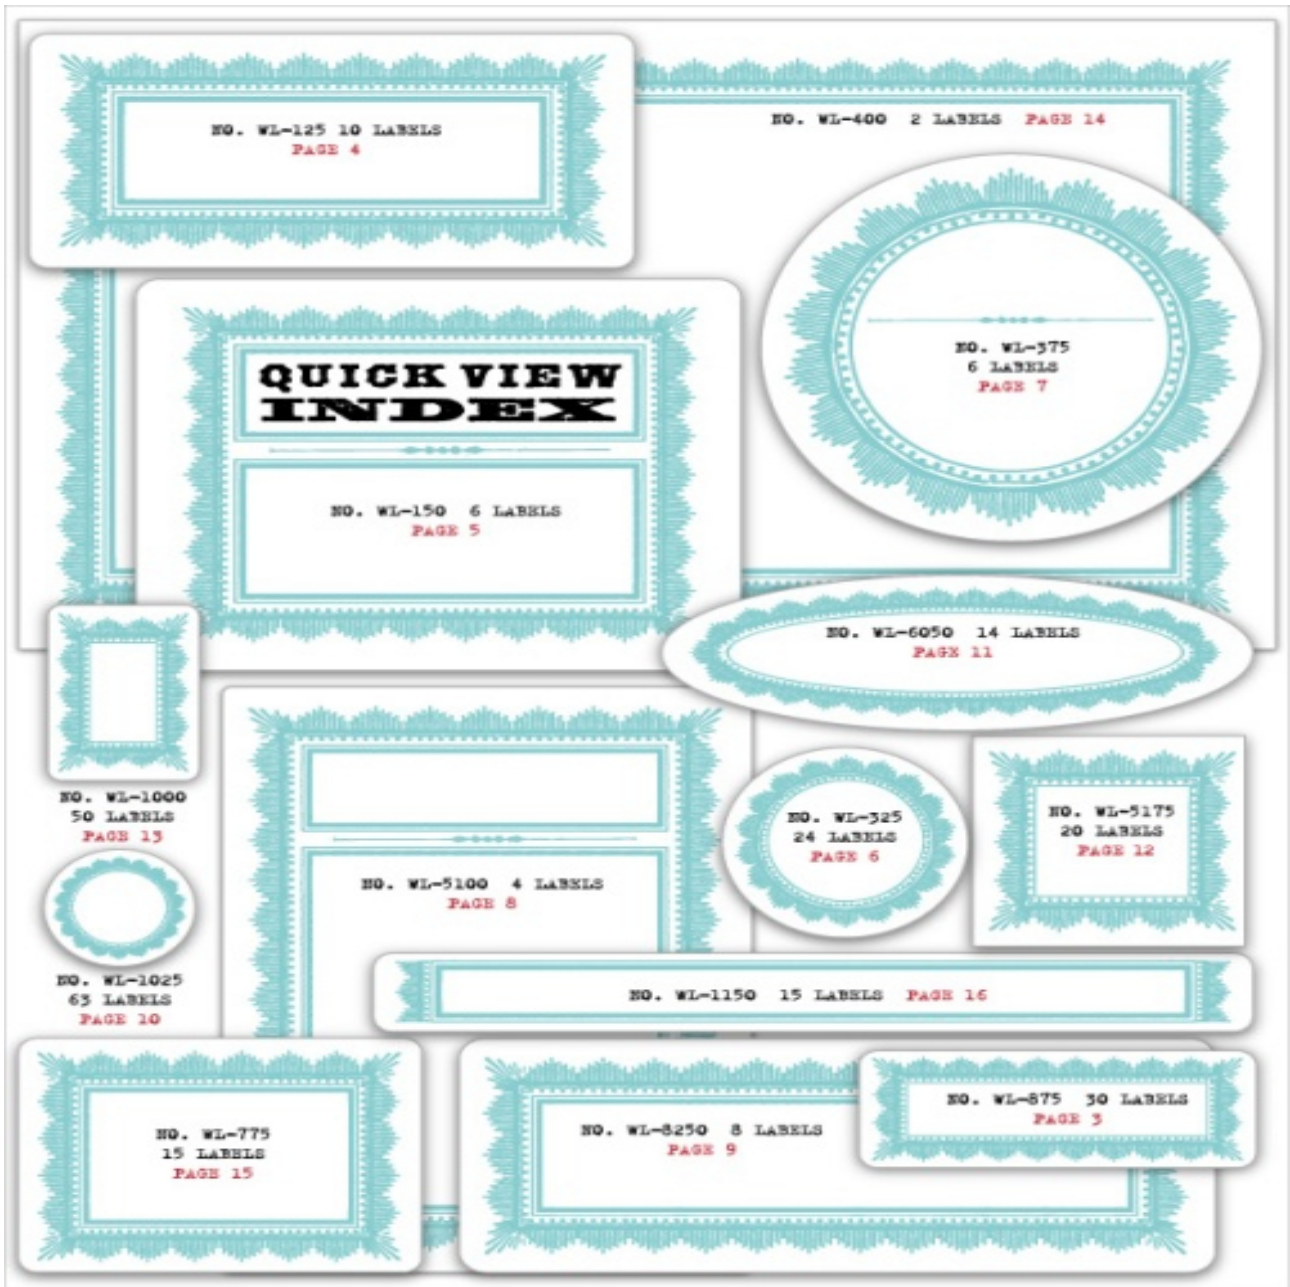 NO. WL-125 10 LABELS
PAGE 4
NO. WL-400 2 LABELS PAGE 14
NO. WL-375
6 LABELS
PAGE 7
QUICK VIEW
INDEX
NO. WL-150 6 LABELS
PAGE 5
NO. WL-6050 14 LABELS
PAGE 11
NO. WL-1000
50 LABELS
PAGE 13
NO. WL-325
24 LABELS
PAGE 6
NO. WL-5175
20 LABELS
PAGE 12
NO. WL-5100 4 LABELS
PAGE 8
NO. WL-1025
63 LABELS
PAGE 10
NO. WL-1150 15 LABELS PAGE 16
NO. WL-775
15 LABELS
PAGE 15
NO. WL-8250 8 LABELS
PAGE 9
NO. WL-875 30 LABELS
PAGE 3